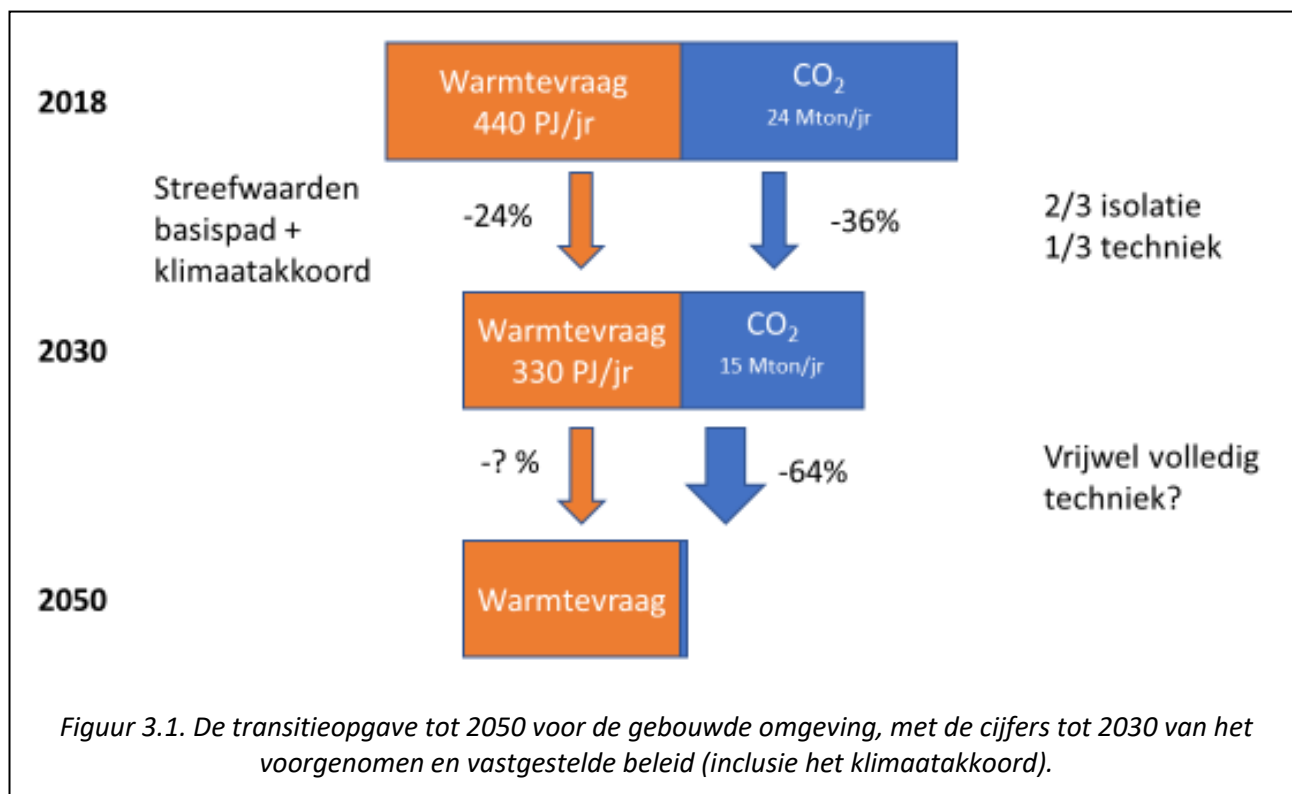 2018
Warmtevraag
440 PJ/jr
CO₂
24 Mton/jr
Streefwaarden
basispad +
klimaatakkoord
-24%
-36%
2/3 isolatie
1/3 techniek
2030
Warmtevraag
330 PJ/jr
CO₂
15 Mton/jr
-? %
-64%
Vrijwel volledig
techniek?
2050
Warmtevraag
Figuur 3.1. De transitieopgave tot 2050 voor de gebouwde omgeving, met de cijfers tot 2030 van het
voorgenomen en vastgestelde beleid (inclusie het klimaatakkoord).